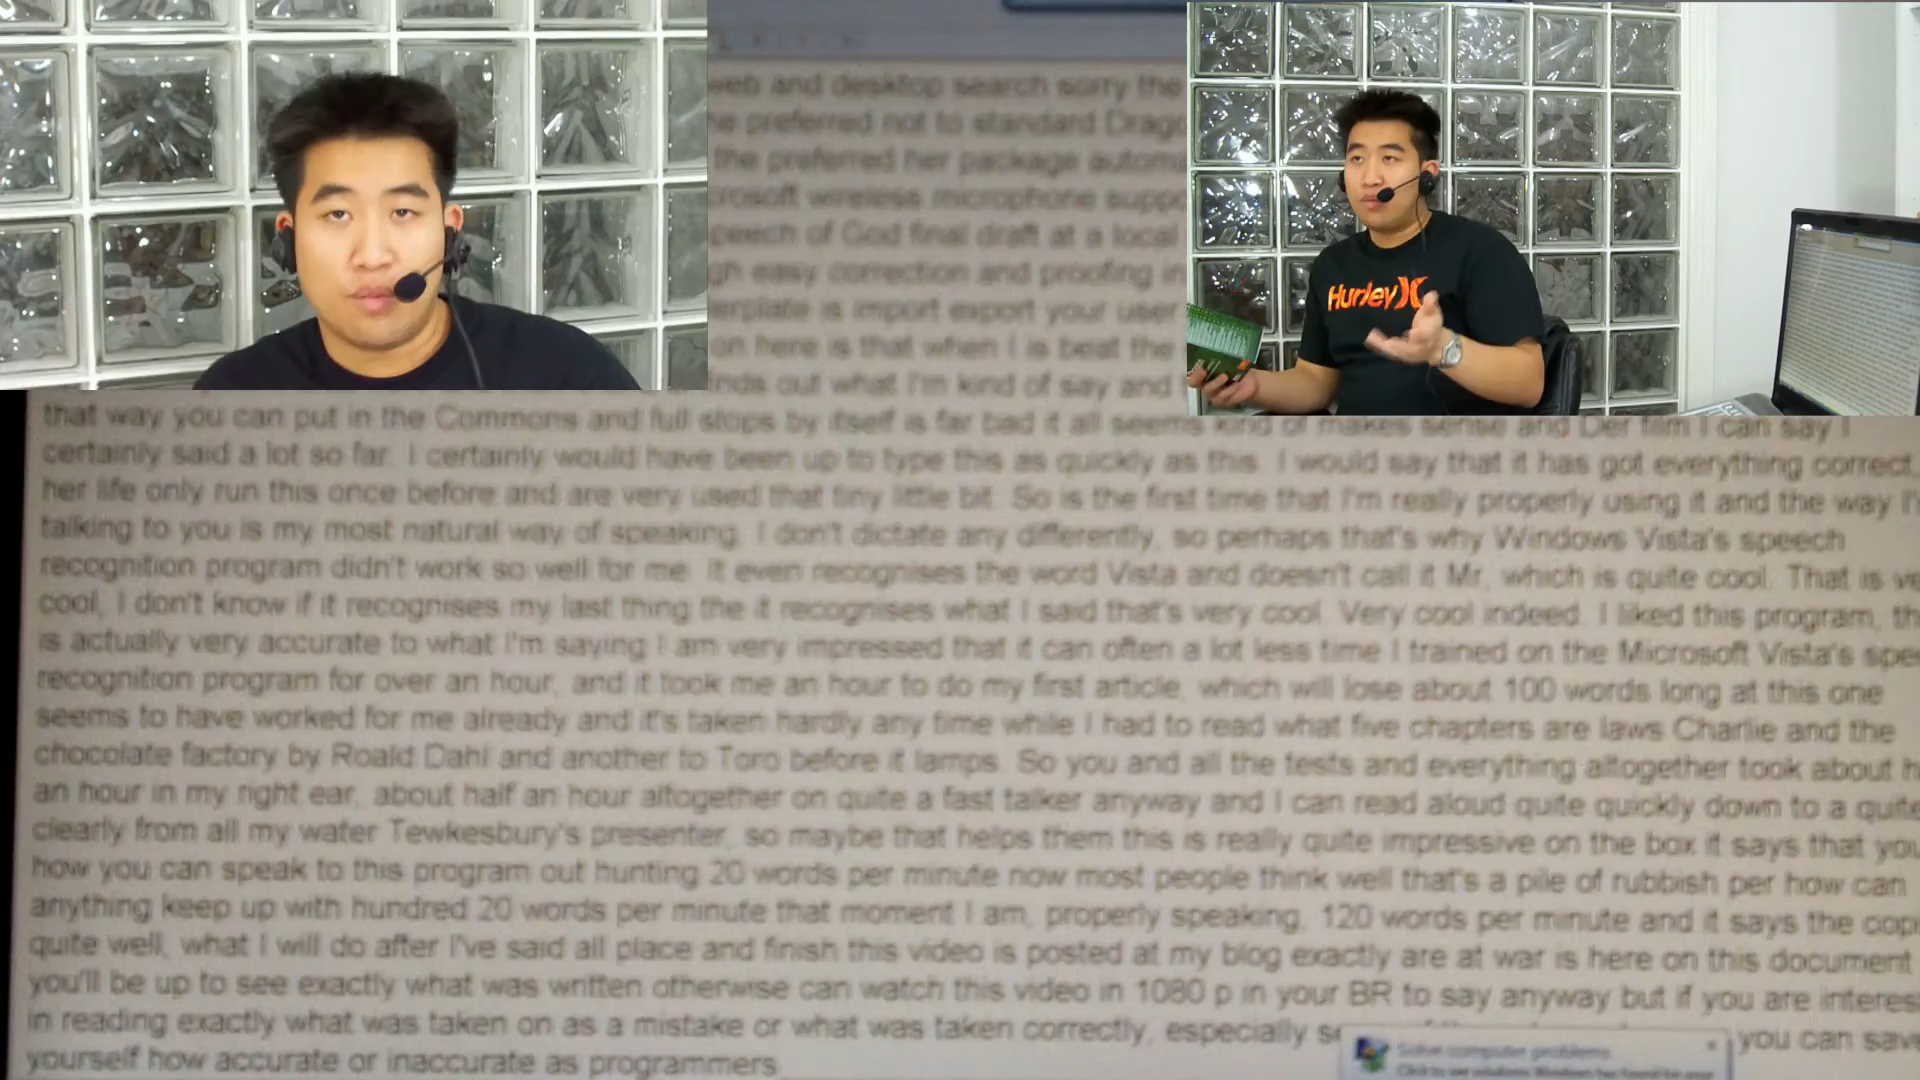 web and desktop search sorry the
he preferred not to standard Drago
the preferred her package automa
crosoft wireless microphone suppo
peech of God final draft at a local
gh easy correction and proofing in
erplate is import export your user
on here is that when I is beat the
nds out what I'm kind of say and
Hurley
that way you can put in the Commons and full stops by itself is far bad it all seems kind of makes sense and Der film I can say I
certainly said a lot so far. I certainly would have been up to type this as quickly as this. I would say that it has got everything correct,
her life only run this once before and are very used that tiny little bit. So is the first time that I'm really properly using it and the way I'
talking to you is my most natural way of speaking. I don't dictate any differently, so perhaps that's why Windows Vista's speech
recognition program didn't work so well for me. It even recognises the word Vista and doesn't call it Mr, which is quite cool. That is ve
cool, I don't know if it recognises my last thing the it recognises what I said that's very cool. Very cool indeed. I liked this program, th
is actually very accurate to what I'm saying I am very impressed that it can often a lot less time I trained on the Microsoft Vista's spee
recognition program for over an hour, and it took me an hour to do my first article, which will lose about 100 words long at this one
seems to have worked for me already and it's taken hardly any time while I had to read what five chapters are laws Charlie and the
chocolate factory by Roald Dahl and another to Toro before it lamps. So you and all the tests and everything altogether took about h
an hour in my right ear, about half an hour altogether on quite a fast talker anyway and I can read aloud quite quickly down to a quite
clearly from all my water Tewkesbury's presenter, so maybe that helps them this is really quite impressive on the box it says that you
how you can speak to this program out hunting 20 words per minute now most people think well that's a pile of rubbish per how can
anything keep up with hundred 20 words per minute that moment I am, properly speaking, 120 words per minute and it says the cop
quite well, what I will do after I've said all place and finish this video is posted at my blog exactly are at war is here on this document
you'll be up to see exactly what was written otherwise can watch this video in 1080 p in your BR to say anyway but if you are interes
in reading exactly what was taken on as a mistake or what was taken correctly, especially you can save
yourself how accurate or inaccurate as programmers
Solve computer problems